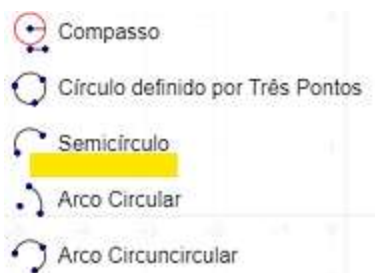 Compasso
Círculo definido por Três Pontos
Semicírculo
Arco Circular
Arco Circuncircular